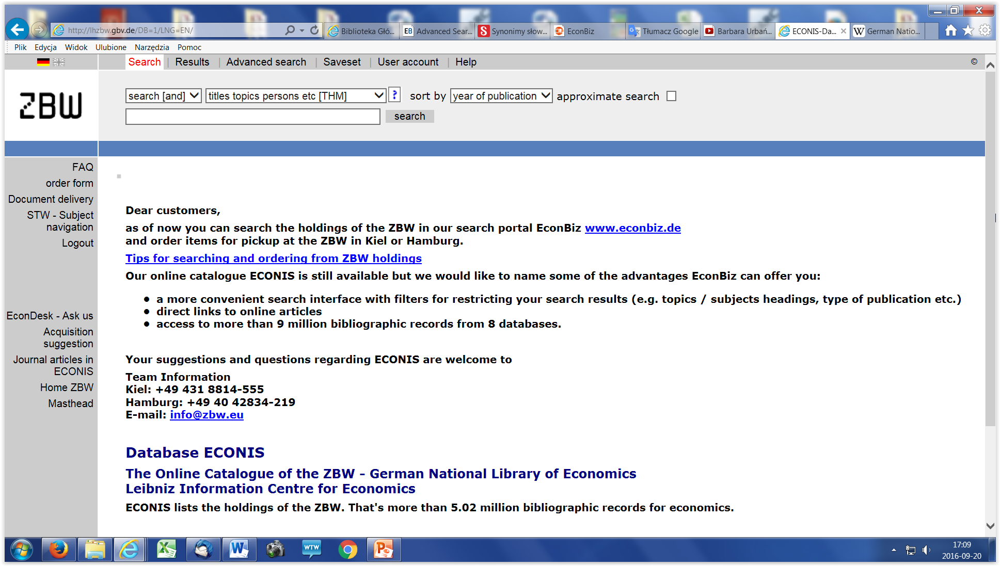 http://lhzbw.gbv.de/DB=1/LNG=EN/
Biblioteka Głó...
EB Advanced Sear...
S Synonimy słow...
EconBiz
Tłumacz Google
Barbara Urbań...
ECONIS-Da...
W German Natio...
Plik Edycja Widok Ulubione Narzędzia Pomoc
Search | Results | Advanced search | Saveset | User account | Help ©
ZBW
search [and] titles topics persons etc [THM] ? sort by year of publication approximate search
search
FAQ
order form
Document delivery
STW - Subject
navigation
Logout
EconDesk - Ask us
Acquisition
suggestion
Journal articles in
ECONIS
Home ZBW
Masthead
Dear customers,
as of now you can search the holdings of the ZBW in our search portal EconBiz www.econbiz.de
and order items for pickup at the ZBW in Kiel or Hamburg.
Tips for searching and ordering from ZBW holdings
Our online catalogue ECONIS is still available but we would like to name some of the advantages EconBiz can offer you:
• a more convenient search interface with filters for restricting your search results (e.g. topics / subjects headings, type of publication etc.)
• direct links to online articles
• access to more than 9 million bibliographic records from 8 databases.
Your suggestions and questions regarding ECONIS are welcome to
Team Information
Kiel: +49 431 8814-555
Hamburg: +49 40 42834-219
E-mail: info@zbw.eu
Database ECONIS
The Online Catalogue of the ZBW - German National Library of Economics
Leibniz Information Centre for Economics
ECONIS lists the holdings of the ZBW. That's more than 5.02 million bibliographic records for economics.
WTW
17:09
2016-09-20